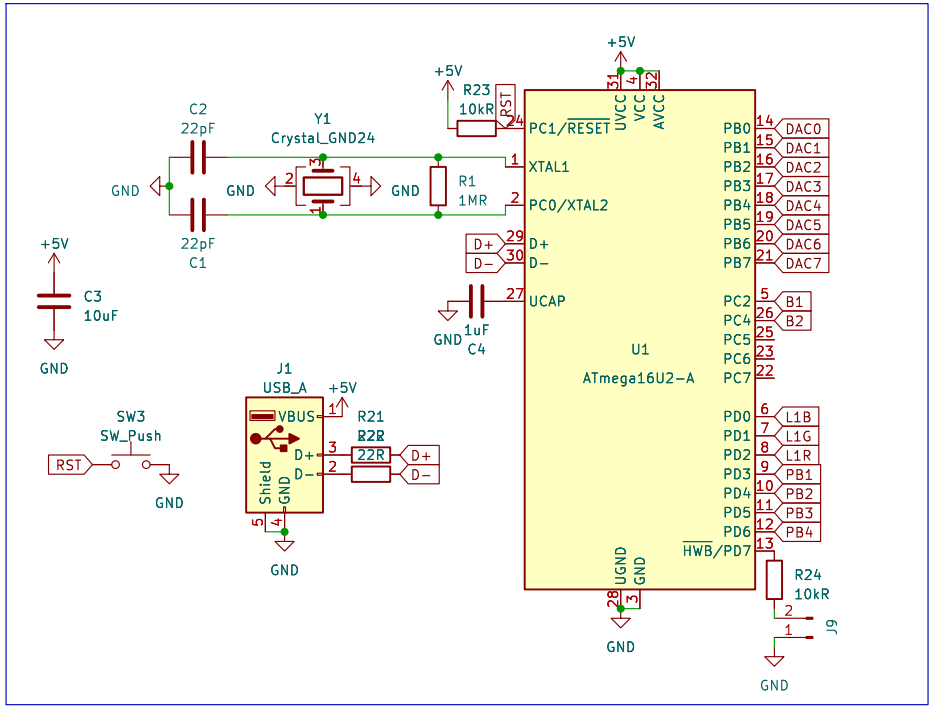 +5V
+5V
R23
10kR
RST
24
PC1/RESET
31
4
32
UVCC
VCC
AVCC
C2
22pF
Y1
Crystal_GND24
3
2
4
1
GND
GND
GND
R1
1MR
22pF
C1
1
XTAL1
2
PC0/XTAL2
D+
29
D+
D-
30
D-
27
UCAP
GND
1uF
C4
+5V
C3
10uF
GND
U1
ATmega16U2-A
PB0
14
DAC0
PB1
15
DAC1
PB2
16
DAC2
PB3
17
DAC3
PB4
18
DAC4
PB5
19
DAC5
PB6
20
DAC6
PB7
21
DAC7
PC2
5
B1
PC4
26
B2
PC5
25
PC6
23
PC7
22
PD0
6
L1B
PD1
7
L1G
PD2
8
L1R
PD3
9
PB1
PD4
10
PB2
PD5
11
PB3
PD6
12
PB4
HWB/PD7
13
R24
10kR
2
1
J9
GND
UGND
GND
28
3
GND
J1
USB_A
+5V
VBUS
1
R21
22R
D+
3
D+
D-
2
D-
Shield
GND
5
4
GND
SW3
SW_Push
RST
GND